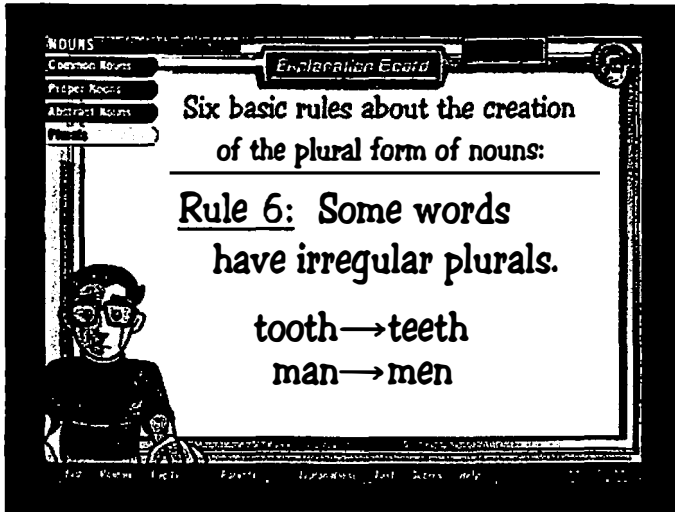 NOUNS
Common Nouns
Proper Nouns
Abstract Nouns
Plurals
Explanation Board
Six basic rules about the creation
of the plural form of nouns:
Rule 6: Some words
have irregular plurals.
tooth→teeth
man→men